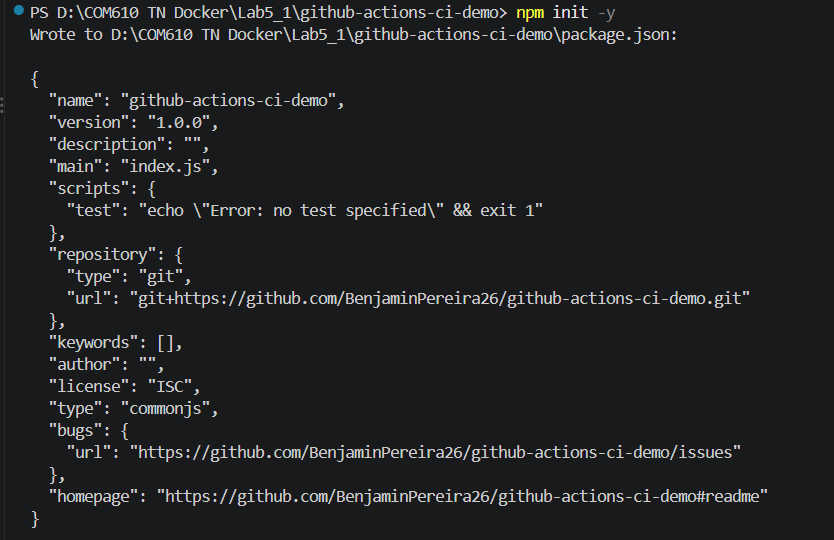 PS D:\COM610 TN Docker\Lab5_1\github-actions-ci-demo> npm init -y
Wrote to D:\COM610 TN Docker\Lab5_1\github-actions-ci-demo\package.json:

{
  "name": "github-actions-ci-demo",
  "version": "1.0.0",
  "description": "",
  "main": "index.js",
  "scripts": {
    "test": "echo \"Error: no test specified\" && exit 1"
  },
  "repository": {
    "type": "git",
    "url": "git+https://github.com/BenjaminPereira26/github-actions-ci-demo.git"
  },
  "keywords": [],
  "author": "",
  "license": "ISC",
  "type": "commonjs",
  "bugs": {
    "url": "https://github.com/BenjaminPereira26/github-actions-ci-demo/issues"
  },
  "homepage": "https://github.com/BenjaminPereira26/github-actions-ci-demo#readme"
}